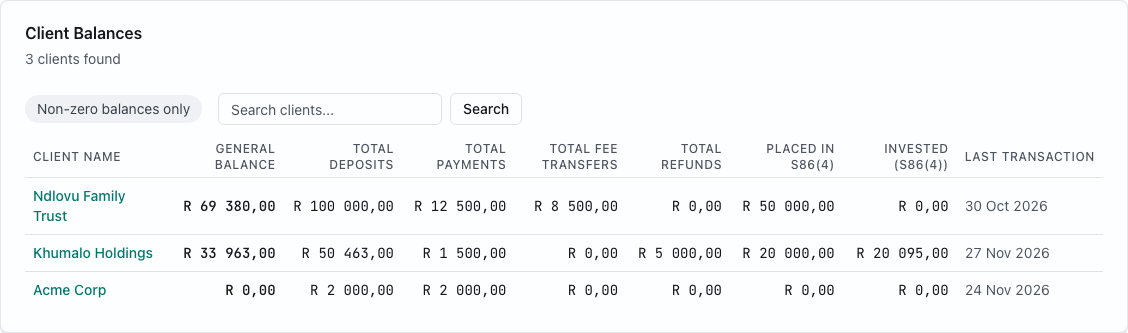 Client Balances
3 clients found
Non-zero balances only Search clients... Search
CLIENT NAME GENERAL BALANCE TOTAL DEPOSITS TOTAL PAYMENTS TOTAL FEE TRANSFERS TOTAL REFUNDS PLACED IN S86(4) INVESTED (S86(4)) LAST TRANSACTION
Ndlovu Family Trust R 69 380,00 R 100 000,00 R 12 500,00 R 8 500,00 R 0,00 R 50 000,00 R 0,00 30 Oct 2026
Khumalo Holdings R 33 963,00 R 50 463,00 R 1 500,00 R 0,00 R 5 000,00 R 20 000,00 R 20 095,00 27 Nov 2026
Acme Corp R 0,00 R 2 000,00 R 2 000,00 R 0,00 R 0,00 R 0,00 R 0,00 24 Nov 2026